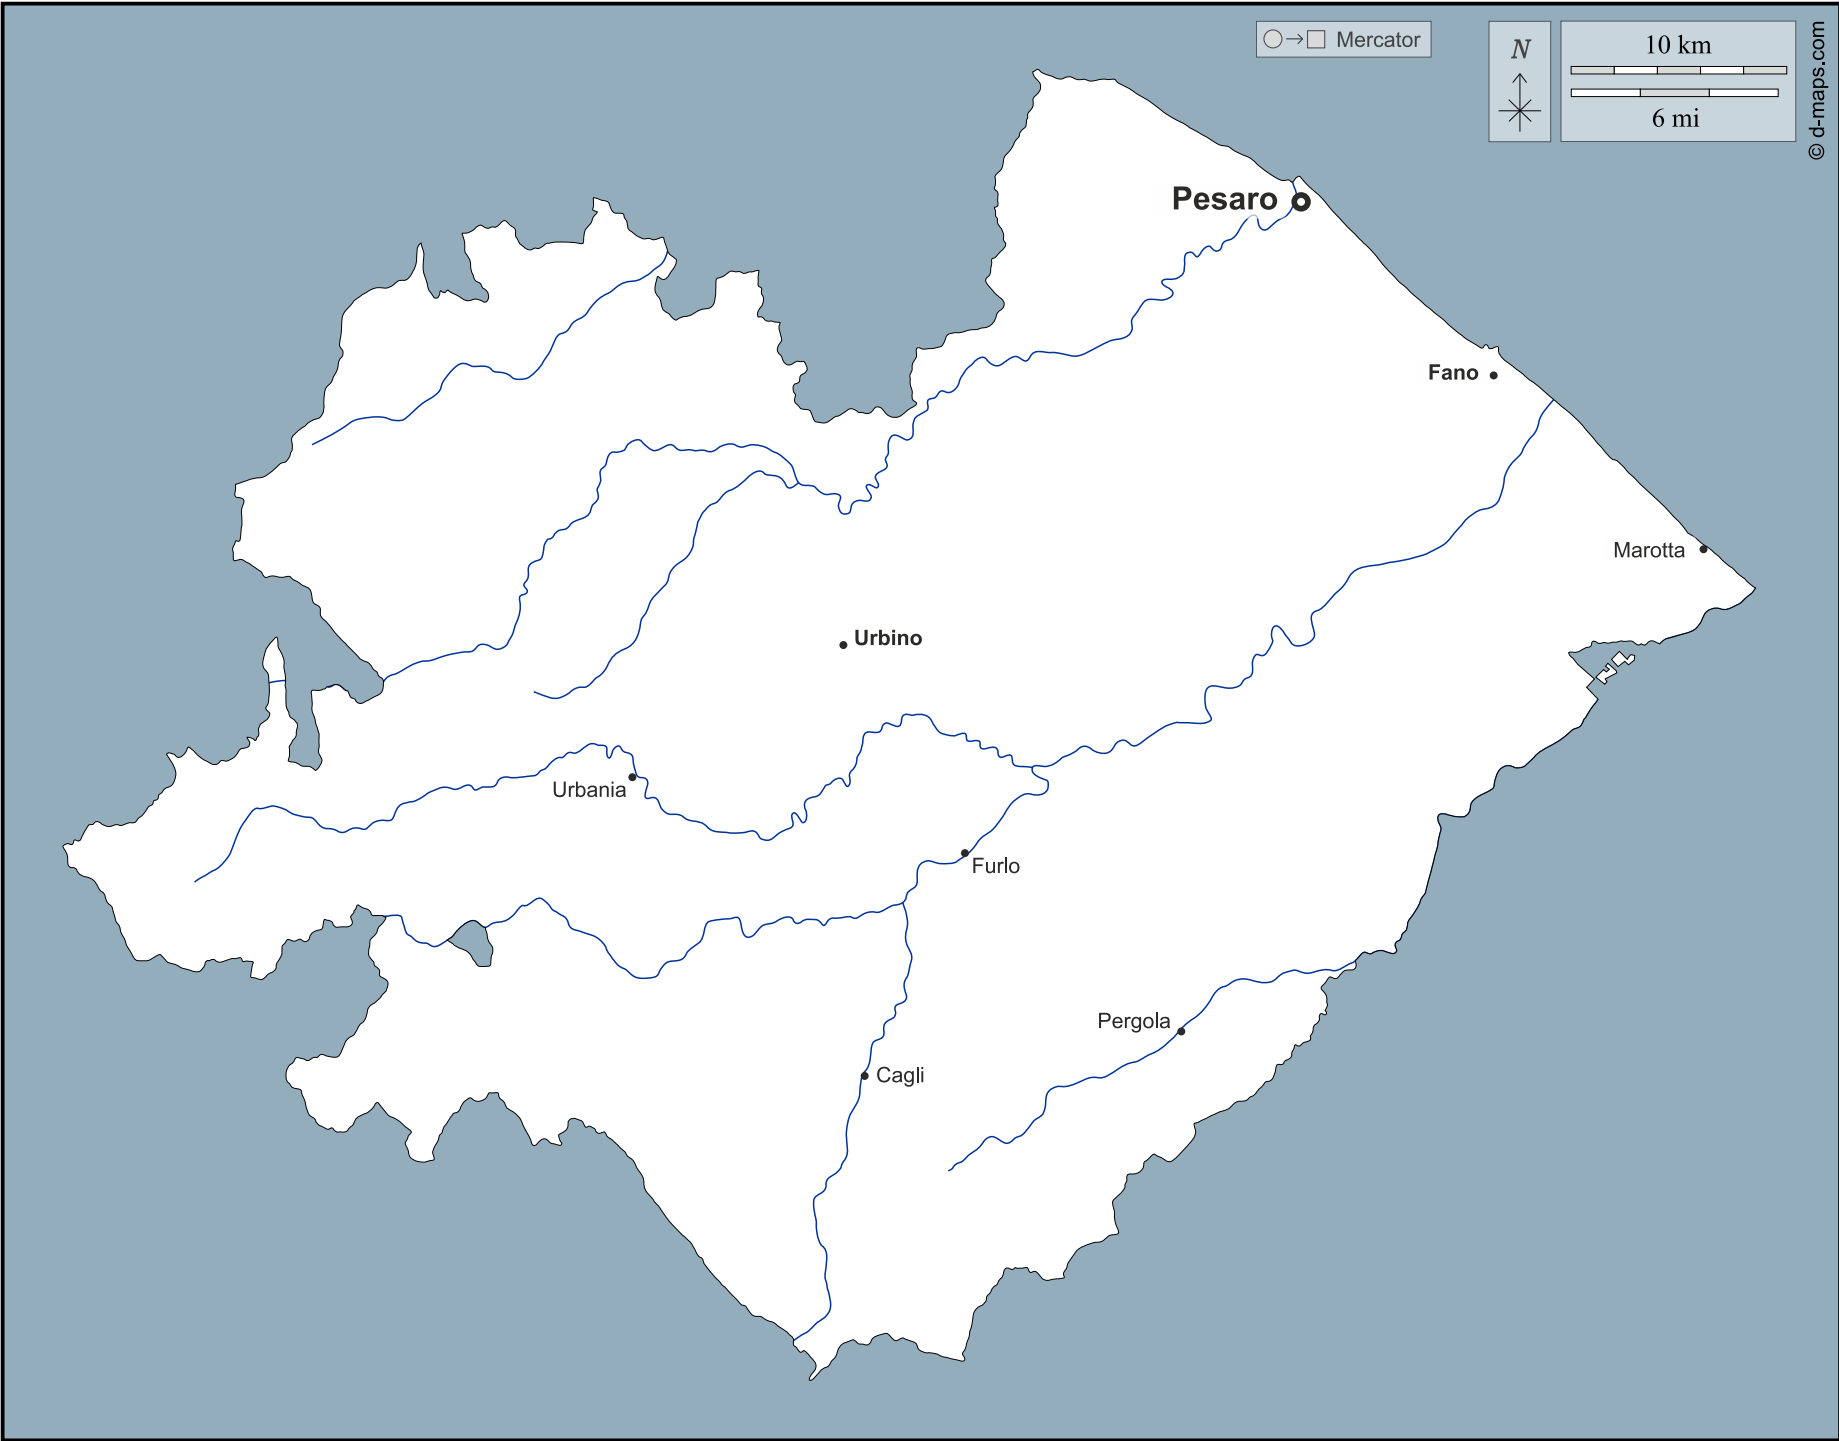 Mercator
N
10 km
6 mi
© d-maps.com
Pesaro
Fano
Marotta
Urbino
Urbania
Furlo
Pergola
Cagli